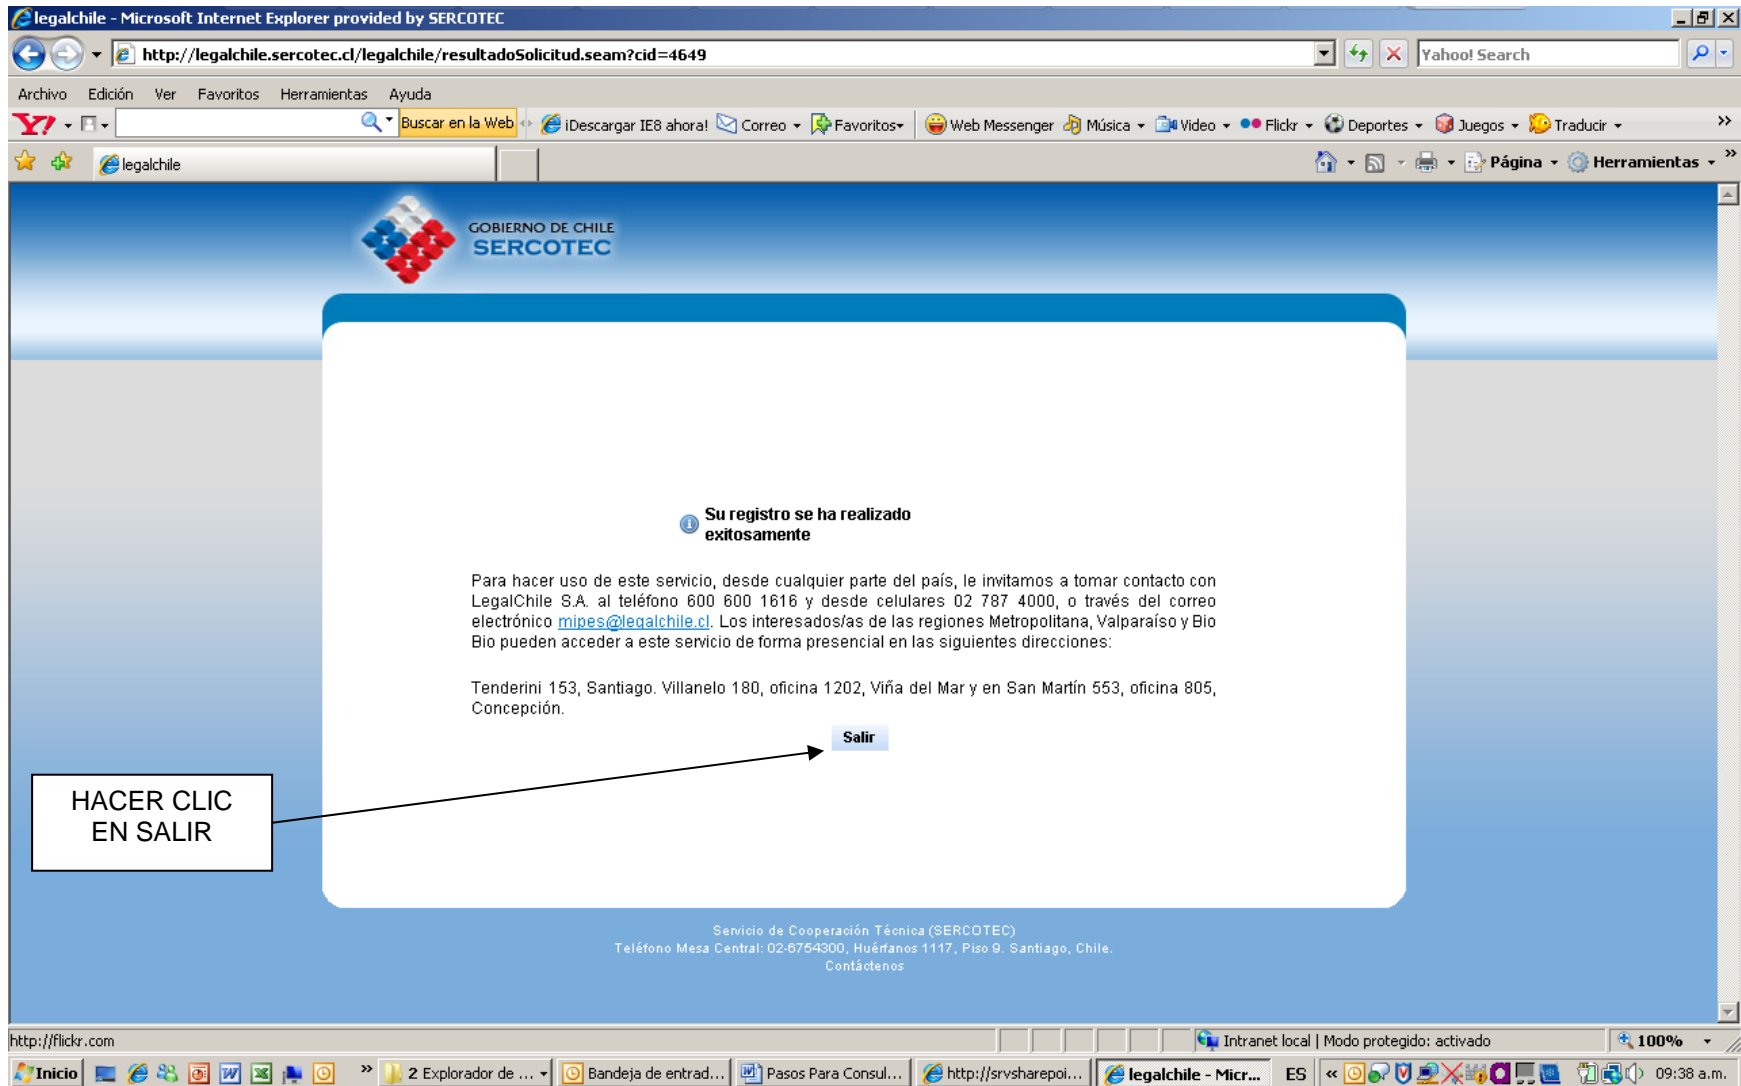 legalchile - Microsoft Internet Explorer provided by SERCOTEC
http://legalchile.sercotec.cl/legalchile/resultadoSolicitud.seam?cid=4649
Yahoo! Search
Archivo Edición Ver Favoritos Herramientas Ayuda
Y! Buscar en la Web ¡Descargar IE8 ahora! Correo Favoritos Web Messenger Música Video Flickr Deportes Juegos Traducir
legalchile
Página Herramientas
GOBIERNO DE CHILE
SERCOTEC
Su registro se ha realizado
exitosamente
Para hacer uso de este servicio, desde cualquier parte del país, le invitamos a tomar contacto con
LegalChile S.A. al teléfono 600 600 1616 y desde celulares 02 787 4000, o través del correo
electrónico mipes@legalchile.cl. Los interesados/as de las regiones Metropolitana, Valparaíso y Bio
Bio pueden acceder a este servicio de forma presencial en las siguientes direcciones:
Tenderini 153, Santiago. Villanelo 180, oficina 1202, Viña del Mar y en San Martín 553, oficina 805,
Concepción.
Salir
HACER CLIC
EN SALIR
Servicio de Cooperación Técnica (SERCOTEC)
Teléfono Mesa Central: 02-6754300, Huérfanos 1117, Piso 9. Santiago, Chile.
Contáctenos
http://flickr.com
Intranet local | Modo protegido: activado
100%
Inicio
2 Explorador de ...
Bandeja de entrad...
Pasos Para Consul...
http://srvsharepoi...
legalchile - Micr...
ES
09:38 a.m.